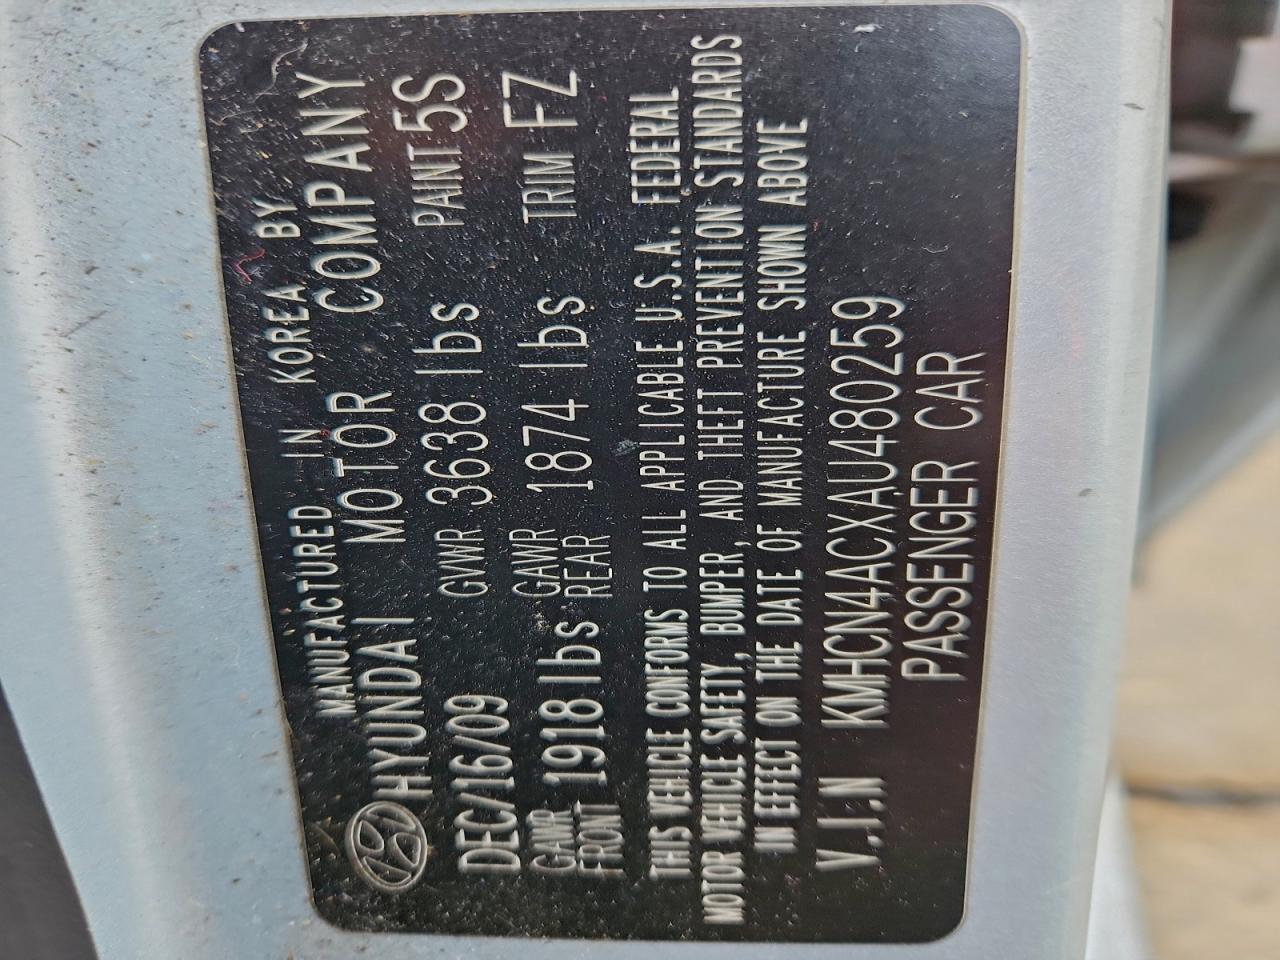 MANUFACTURED IN KOREA BY
HYUNDAI MOTOR COMPANY
DEC/16/09 GVWR 3638 lbs PAINT 5S
GAWR FRONT 1918 lbs GAWR REAR 1874 lbs TRIM FZ
THIS VEHICLE CONFORMS TO ALL APPLICABLE U.S.A. FEDERAL
MOTOR VEHICLE SAFETY, BUMPER, AND THEFT PREVENTION STANDARDS
IN EFFECT ON THE DATE OF MANUFACTURE SHOWN ABOVE
V.I.N KMHCN4ACXAU480259
PASSENGER CAR